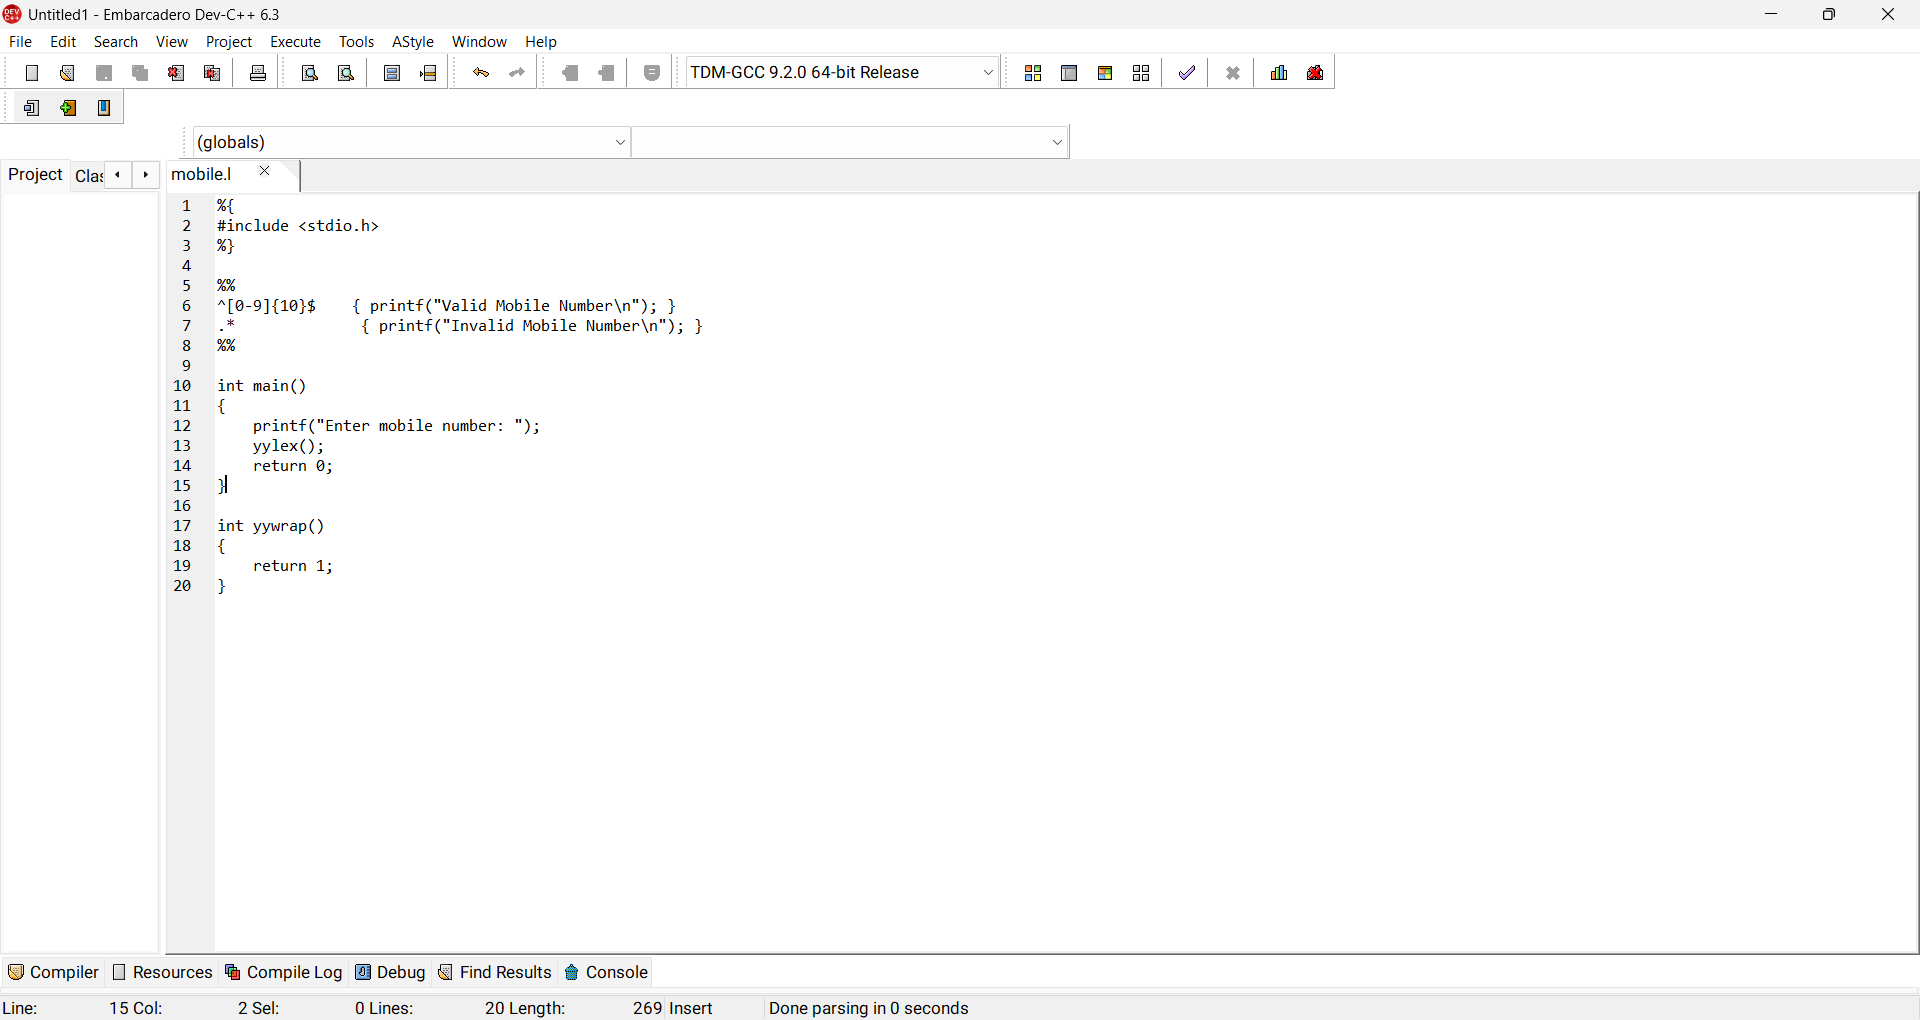 Untitled1 - Embarcadero Dev-C++ 6.3
File Edit Search View Project Execute Tools AStyle Window Help
TDM-GCC 9.2.0 64-bit Release
(globals)
Project Clas mobile.l
1 %{
2 #include <stdio.h>
3 %}
4
5 %%
6 ^[0-9]{10}$    { printf("Valid Mobile Number\n"); }
7 .*              { printf("Invalid Mobile Number\n"); }
8 %%
9
10 int main()
11 {
12     printf("Enter mobile number: ");
13     yylex();
14     return 0;
15 }
16
17 int yywrap()
18 {
19     return 1;
20 }
Compiler Resources Compile Log Debug Find Results Console
Line: 15 Col: 2 Sel: 0 Lines: 20 Length: 269 Insert Done parsing in 0 seconds